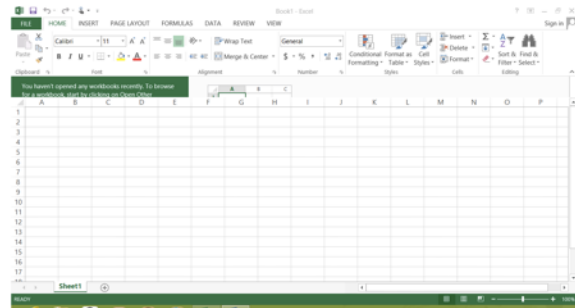 Book1 - Excel
FILE HOME INSERT PAGE LAYOUT FORMULAS DATA REVIEW VIEW Sign in
Calibri 11 Wrap Text General Insert
Paste B I U Merge & Center $ % Conditional Format as Cell Delete Sort & Find &
Formatting Table Styles Format Filter Select
Clipboard Font Alignment Number Styles Cells Editing
You haven't opened any workbooks recently. To browse
for a workbook, start by clicking on Open Other
A B C
A B C D E F G H I J K L M N O P
1
2
3
4
5
6
7
8
9
10
11
12
13
14
15
16
17
Sheet1
READY 100%